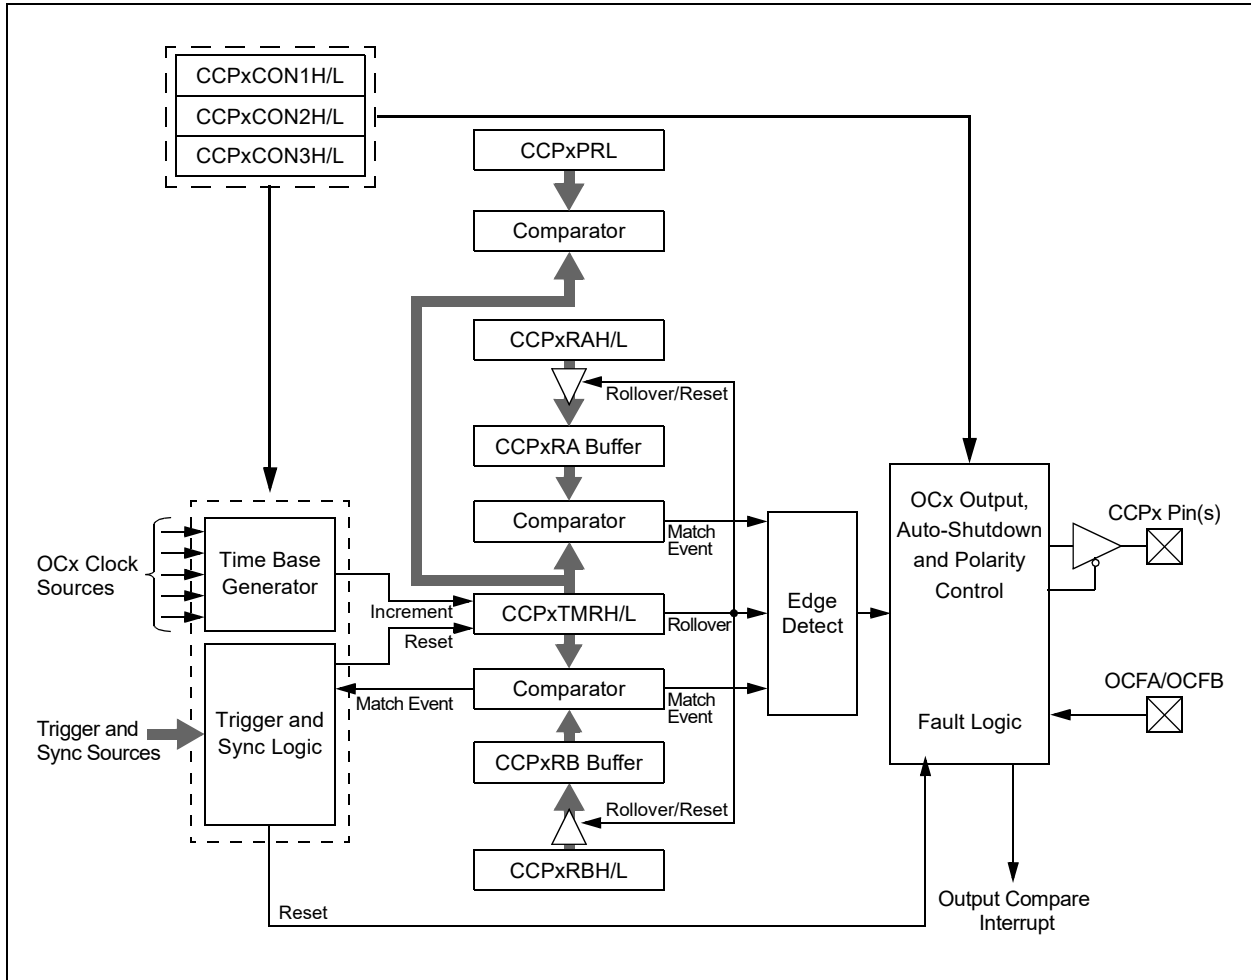 CCPxCON1H/L
CCPxCON2H/L
CCPxCON3H/L
CCPxPRL
Comparator
CCPxRAH/L
Rollover/Reset
CCPxRA Buffer
Comparator
Match
Event
OCx Clock
Sources
Time Base
Generator
Increment
Reset
CCPxTMRH/L
Rollover
Edge
Detect
OCx Output,
Auto-Shutdown
and Polarity
Control
CCPx Pin(s)
OCFA/OCFB
Fault Logic
Trigger and
Sync Sources
Trigger and
Sync Logic
Match Event
Comparator
Match
Event
CCPxRB Buffer
Rollover/Reset
CCPxRBH/L
Reset
Output Compare
Interrupt